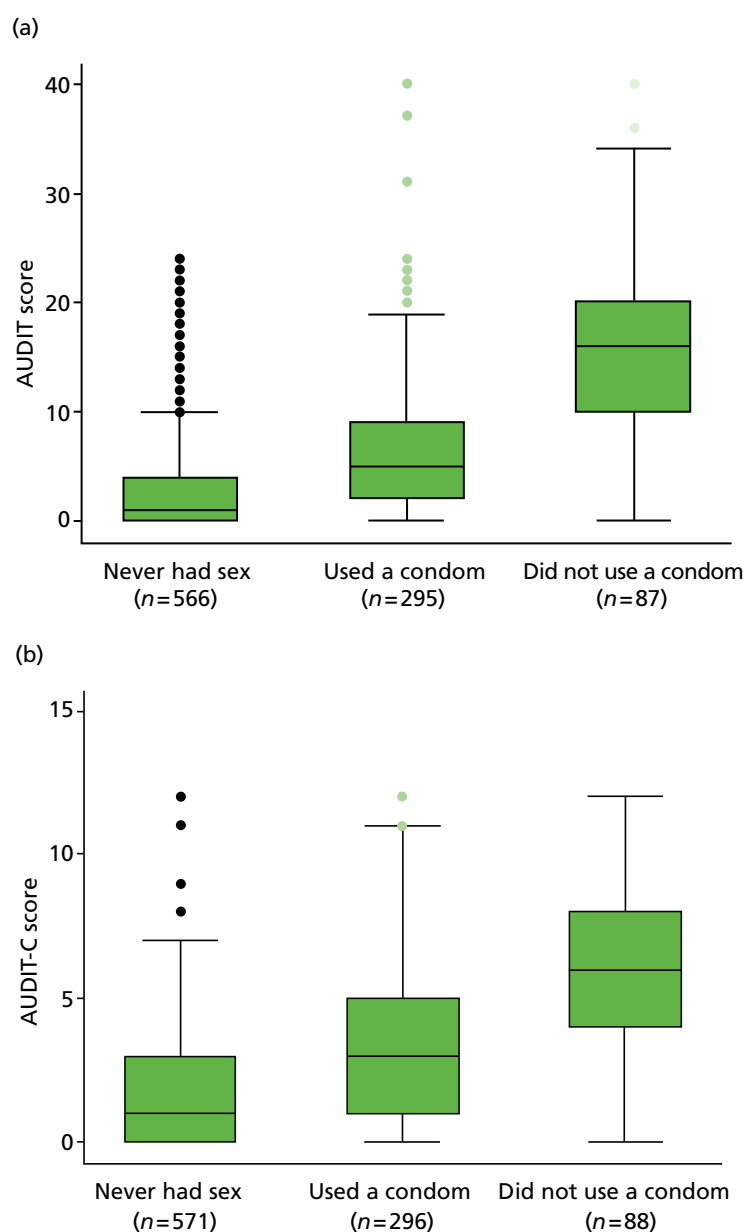 (a)
40
30
20
10
0
AUDIT score
Never had sex
(n=566)
Used a condom
(n=295)
Did not use a condom
(n=87)
(b)
15
10
5
0
AUDIT-C score
Never had sex
(n=571)
Used a condom
(n=296)
Did not use a condom
(n=88)